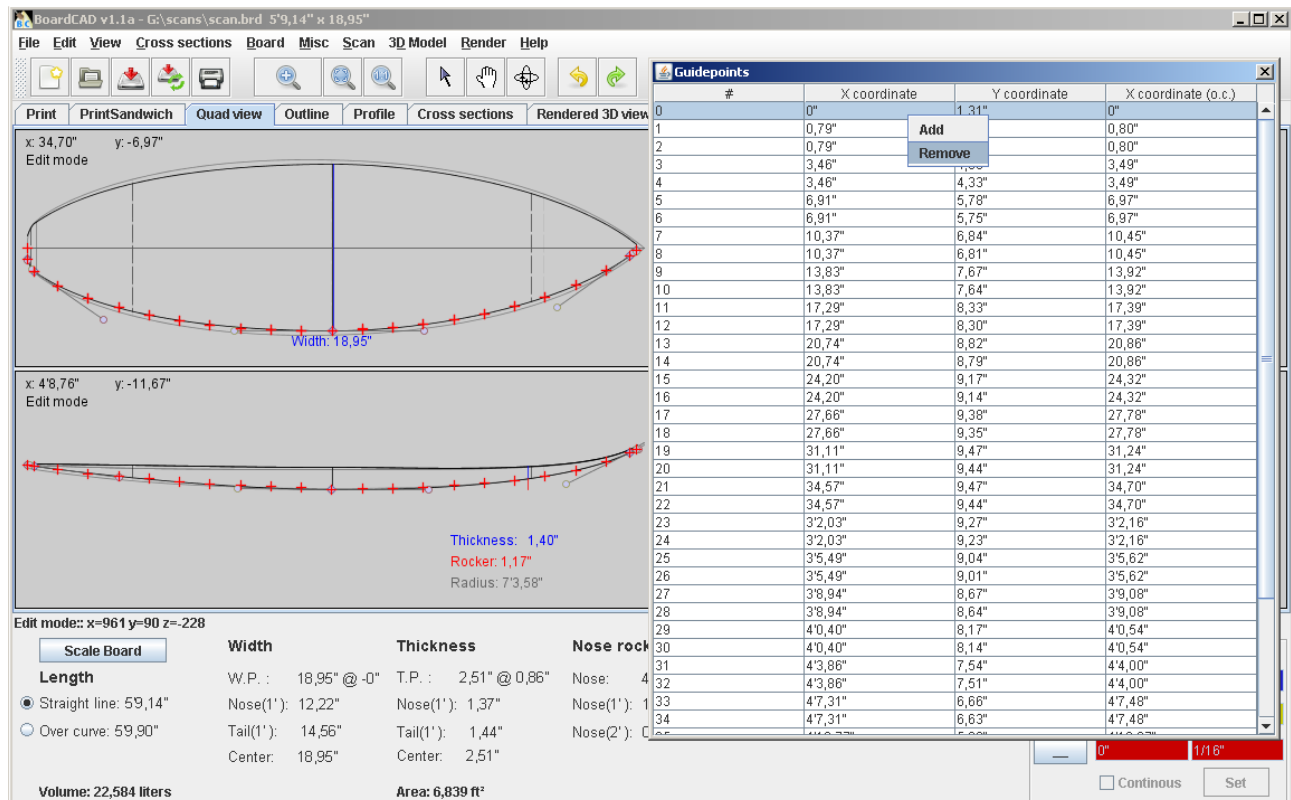 BoardCAD v1.1a - G:\scans\scan.brd 5'9,14" x 18,95"
File Edit View Cross sections Board Misc Scan 3D Model Render Help
Print PrintSandwich Quad view Outline Profile Cross sections Rendered 3D view
x: 34,70" y: -6,97"
Edit mode
Width: 18,95"
x: 4'8,76" y: -11,67"
Edit mode
Thickness: 1,40"
Rocker: 1,17"
Radius: 7'3,58"
Edit mode:: x=961 y=90 z=-228
Scale Board Width Thickness Nose rock
Length W.P. : 18,95" @ -0" T.P. : 2,51" @ 0,86" Nose: 4
Straight line: 5'9,14" Nose(1'): 12,22" Nose(1'): 1,37" Nose(1'): 1
Over curve: 5'9,90" Tail(1'): 14,56" Tail(1'): 1,44" Nose(2'): 0
Center: 18,95" Center: 2,51"
Volume: 22,584 liters Area: 6,839 ft²
Guidepoints
# X coordinate Y coordinate X coordinate (o.c.)
0 0" 1,31" 0"
1 0,79" 0,80"
2 0,79" 0,80"
3 3,46" 3,49"
4 3,46" 4,33" 3,49"
5 6,91" 5,78" 6,97"
6 6,91" 5,75" 6,97"
7 10,37" 6,84" 10,45"
8 10,37" 6,81" 10,45"
9 13,83" 7,67" 13,92"
10 13,83" 7,64" 13,92"
11 17,29" 8,33" 17,39"
12 17,29" 8,30" 17,39"
13 20,74" 8,82" 20,86"
14 20,74" 8,79" 20,86"
15 24,20" 9,17" 24,32"
16 24,20" 9,14" 24,32"
17 27,66" 9,38" 27,78"
18 27,66" 9,35" 27,78"
19 31,11" 9,47" 31,24"
20 31,11" 9,44" 31,24"
21 34,57" 9,47" 34,70"
22 34,57" 9,44" 34,70"
23 3'2,03" 9,27" 3'2,16"
24 3'2,03" 9,23" 3'2,16"
25 3'5,49" 9,04" 3'5,62"
26 3'5,49" 9,01" 3'5,62"
27 3'8,94" 8,67" 3'9,08"
28 3'8,94" 8,64" 3'9,08"
29 4'0,40" 8,17" 4'0,54"
30 4'0,40" 8,14" 4'0,54"
31 4'3,86" 7,54" 4'4,00"
32 4'3,86" 7,51" 4'4,00"
33 4'7,31" 6,66" 4'7,48"
34 4'7,31" 6,63" 4'7,48"
Add
Remove
0" 1/16"
Continous Set